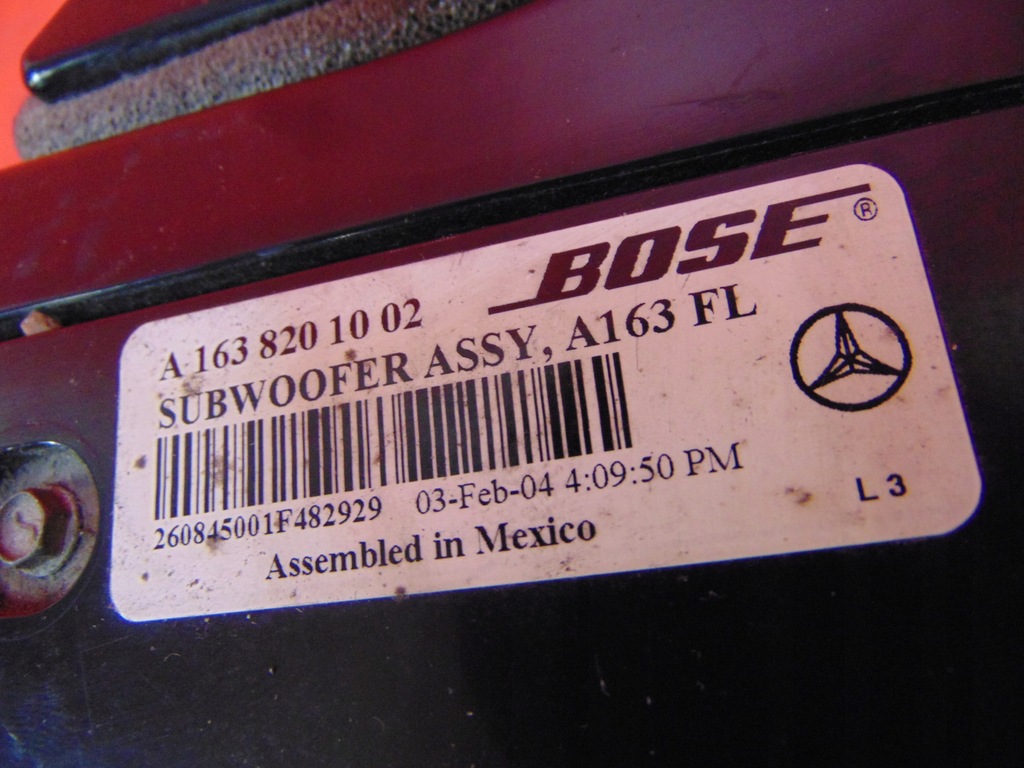 BOSE®
A 163 820 10 02
SUBWOOFER ASSY, A163 FL
260845001F482929 03-Feb-04 4:09:50 PM
Assembled in Mexico
L 3